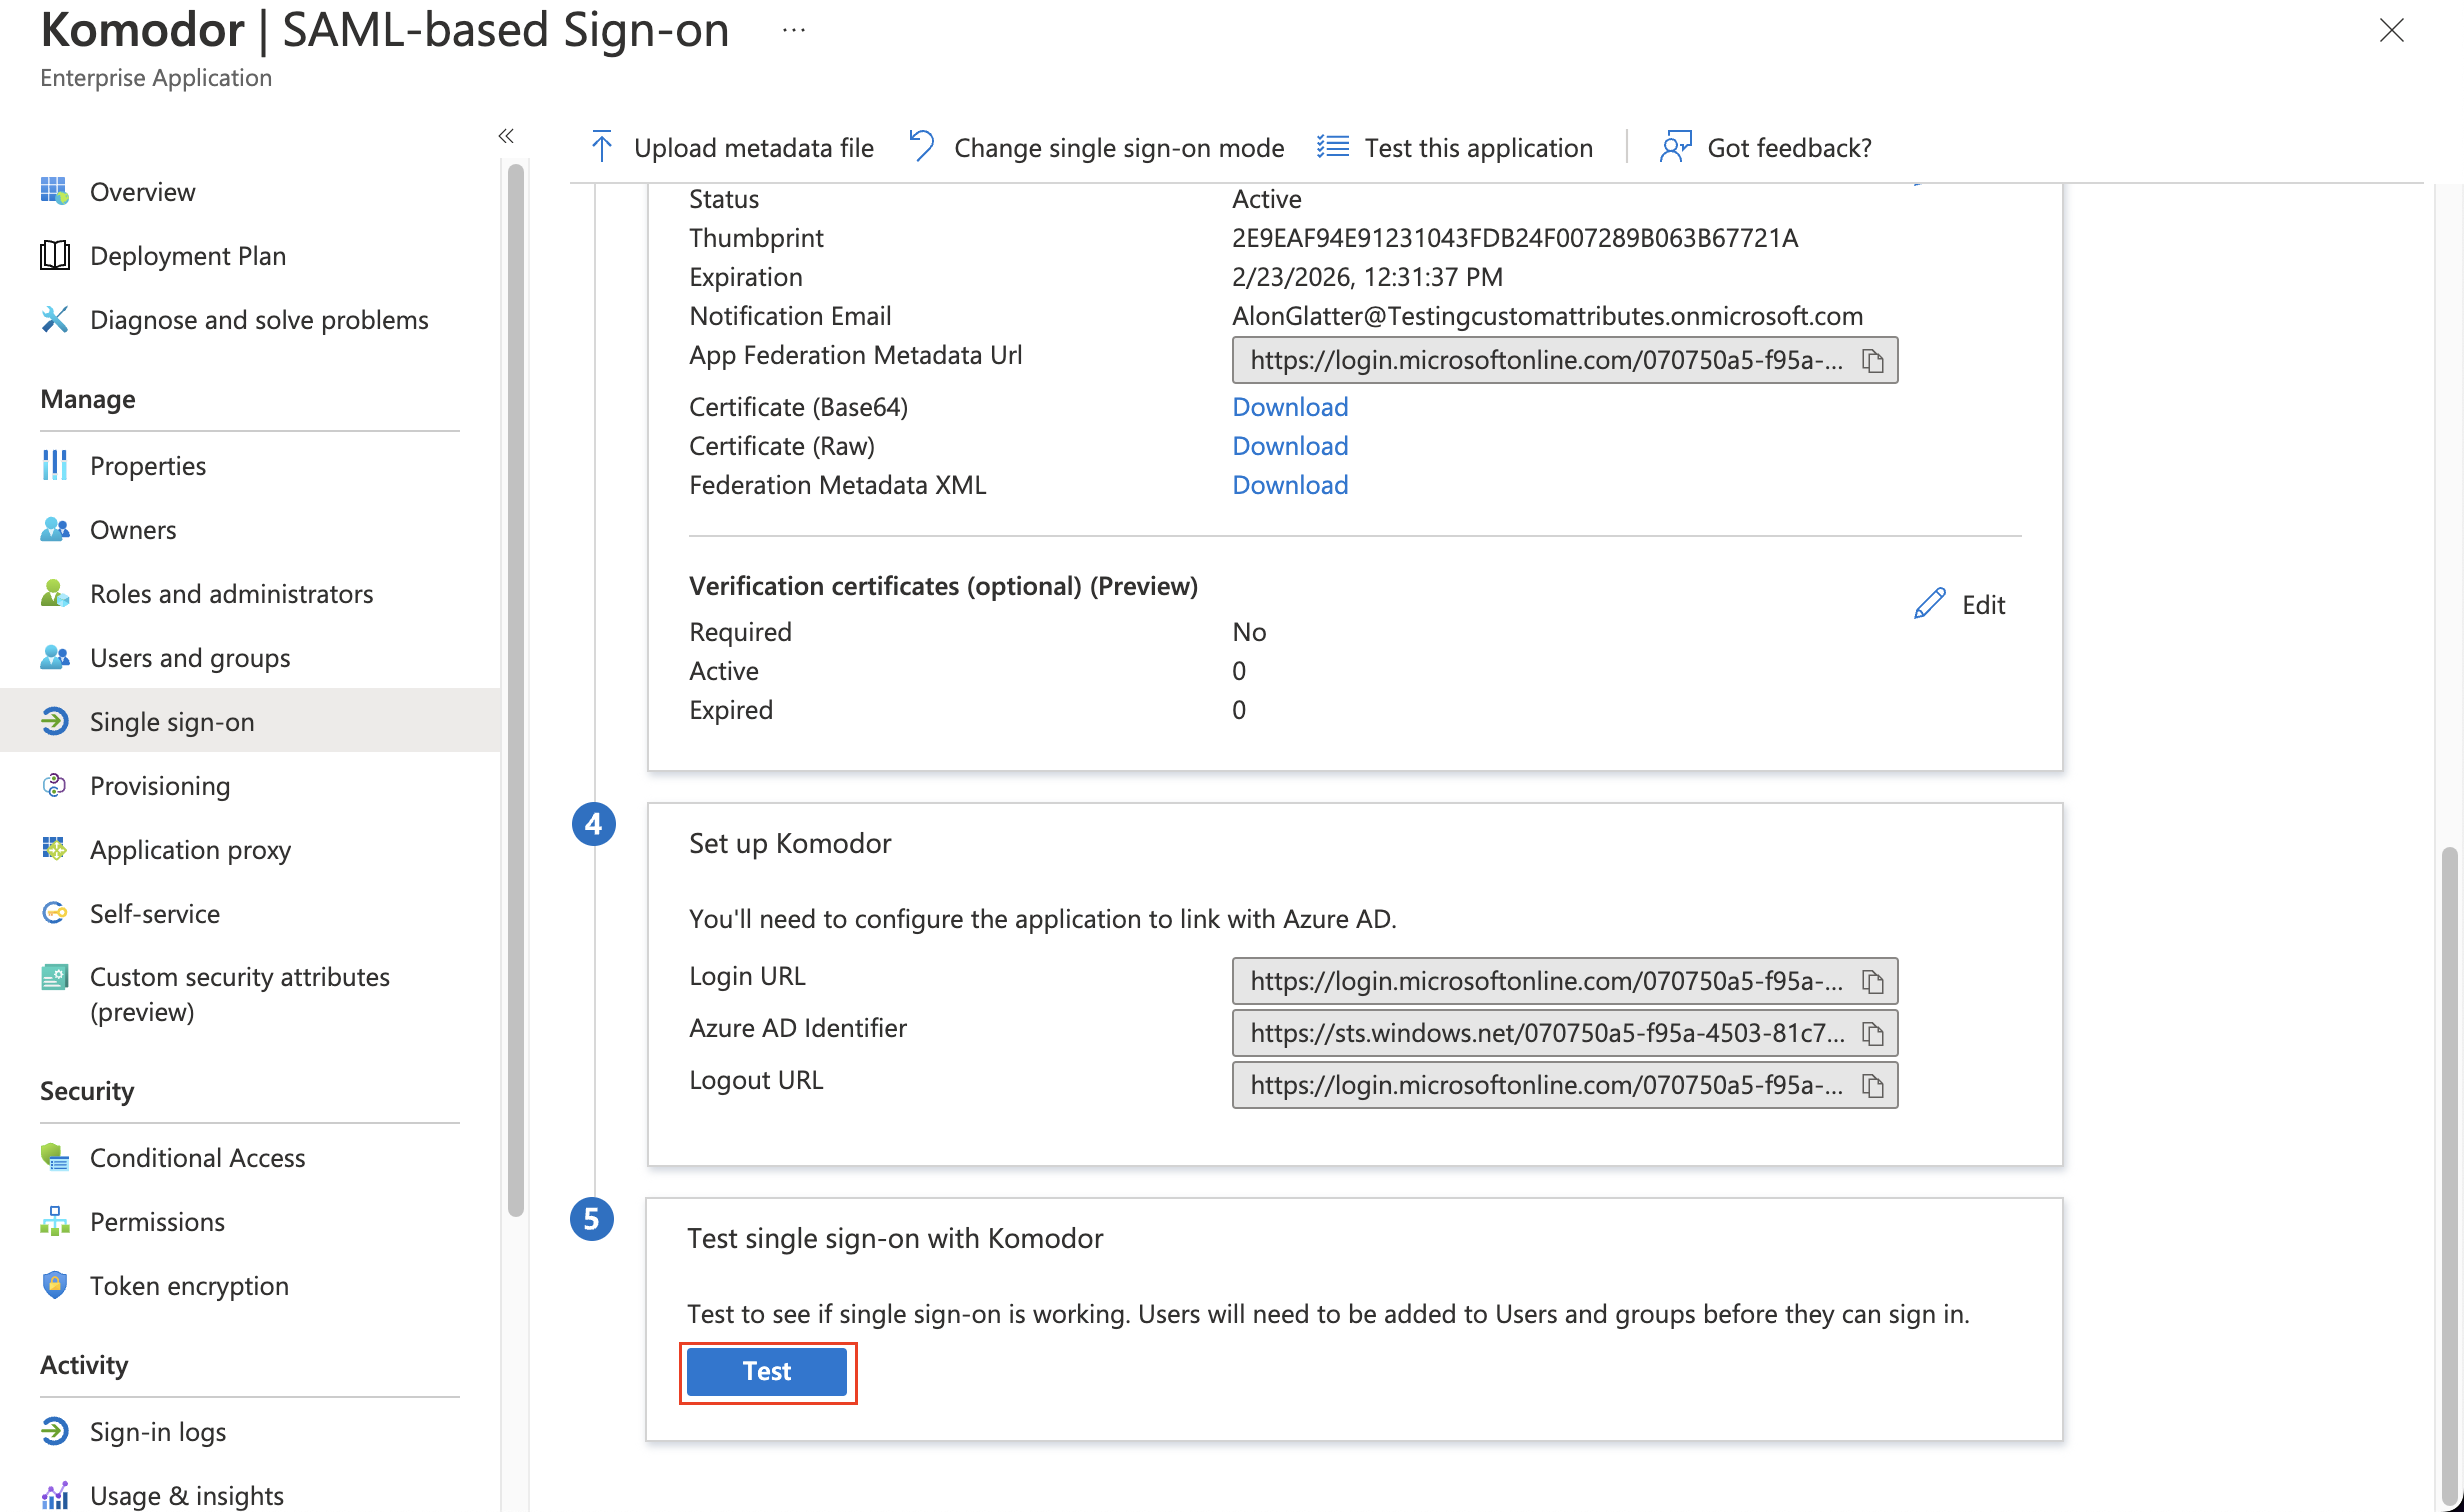 Komodor | SAML-based Sign-on ...
Enterprise Application
«
Overview
Deployment Plan
Diagnose and solve problems
Manage
Properties
Owners
Roles and administrators
Users and groups
Single sign-on
Provisioning
Application proxy
Self-service
Custom security attributes
(preview)
Security
Conditional Access
Permissions
Token encryption
Activity
Sign-in logs
Usage & insights
Upload metadata file Change single sign-on mode Test this application Got feedback?
Status Active
Thumbprint 2E9EAF94E91231043FDB24F007289B063B67721A
Expiration 2/23/2026, 12:31:37 PM
Notification Email AlonGlatter@Testingcustomattributes.onmicrosoft.com
App Federation Metadata Url https://login.microsoftonline.com/070750a5-f95a-...
Certificate (Base64) Download
Certificate (Raw) Download
Federation Metadata XML Download
Verification certificates (optional) (Preview)
Edit
Required No
Active 0
Expired 0
4
Set up Komodor
You'll need to configure the application to link with Azure AD.
Login URL https://login.microsoftonline.com/070750a5-f95a-...
Azure AD Identifier https://sts.windows.net/070750a5-f95a-4503-81c7...
Logout URL https://login.microsoftonline.com/070750a5-f95a-...
5
Test single sign-on with Komodor
Test to see if single sign-on is working. Users will need to be added to Users and groups before they can sign in.
Test